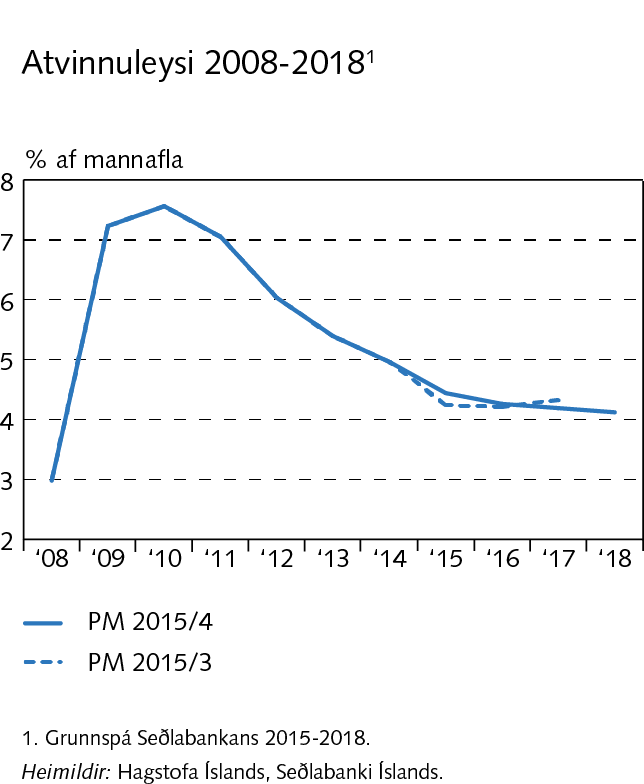 Atvinnuleysi 2008-2018¹
% af mannafla
8
7
6
5
4
3
2
‘08 ‘09 ‘10 ‘11 ‘12 ‘13 ‘14 ‘15 ‘16 ‘17 ‘18
PM 2015/4
PM 2015/3
1. Grunnspá Seðlabankans 2015-2018.
Heimildir: Hagstofa Íslands, Seðlabanki Íslands.